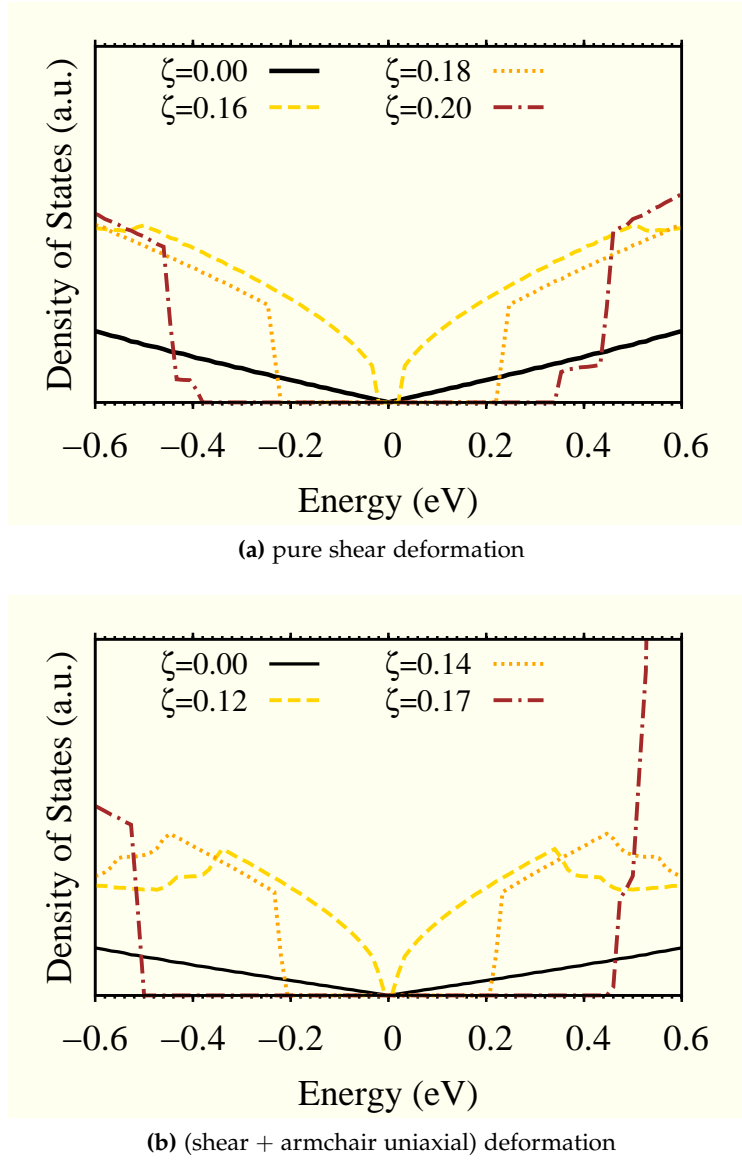 ζ=0.00 ζ=0.18
ζ=0.16 ζ=0.20
Density of States (a.u.)
−0.6 −0.4 −0.2 0 0.2 0.4 0.6
Energy (eV)
(a) pure shear deformation
ζ=0.00 ζ=0.14
ζ=0.12 ζ=0.17
Density of States (a.u.)
−0.6 −0.4 −0.2 0 0.2 0.4 0.6
Energy (eV)
(b) (shear + armchair uniaxial) deformation